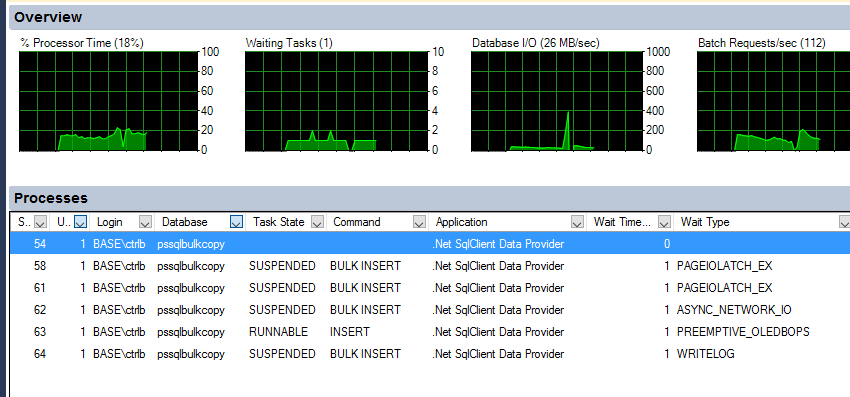 Overview
% Processor Time (18%)
100
80
60
40
20
0
Waiting Tasks (1)
10
8
6
4
2
0
Database I/O (26 MB/sec)
1000
800
600
400
200
0
Batch Requests/sec (112)
Processes
S... U... Login Database Task State Command Application Wait Time... Wait Type
54 1 BASE\ctrlb pssqlbulkcopy .Net SqlClient Data Provider 0
58 1 BASE\ctrlb pssqlbulkcopy SUSPENDED BULK INSERT .Net SqlClient Data Provider 1 PAGEIOLATCH_EX
61 1 BASE\ctrlb pssqlbulkcopy SUSPENDED BULK INSERT .Net SqlClient Data Provider 1 PAGEIOLATCH_EX
62 1 BASE\ctrlb pssqlbulkcopy SUSPENDED BULK INSERT .Net SqlClient Data Provider 1 ASYNC_NETWORK_IO
63 1 BASE\ctrlb pssqlbulkcopy RUNNABLE INSERT .Net SqlClient Data Provider 1 PREEMPTIVE_OLEDBOPS
64 1 BASE\ctrlb pssqlbulkcopy SUSPENDED BULK INSERT .Net SqlClient Data Provider 1 WRITELOG